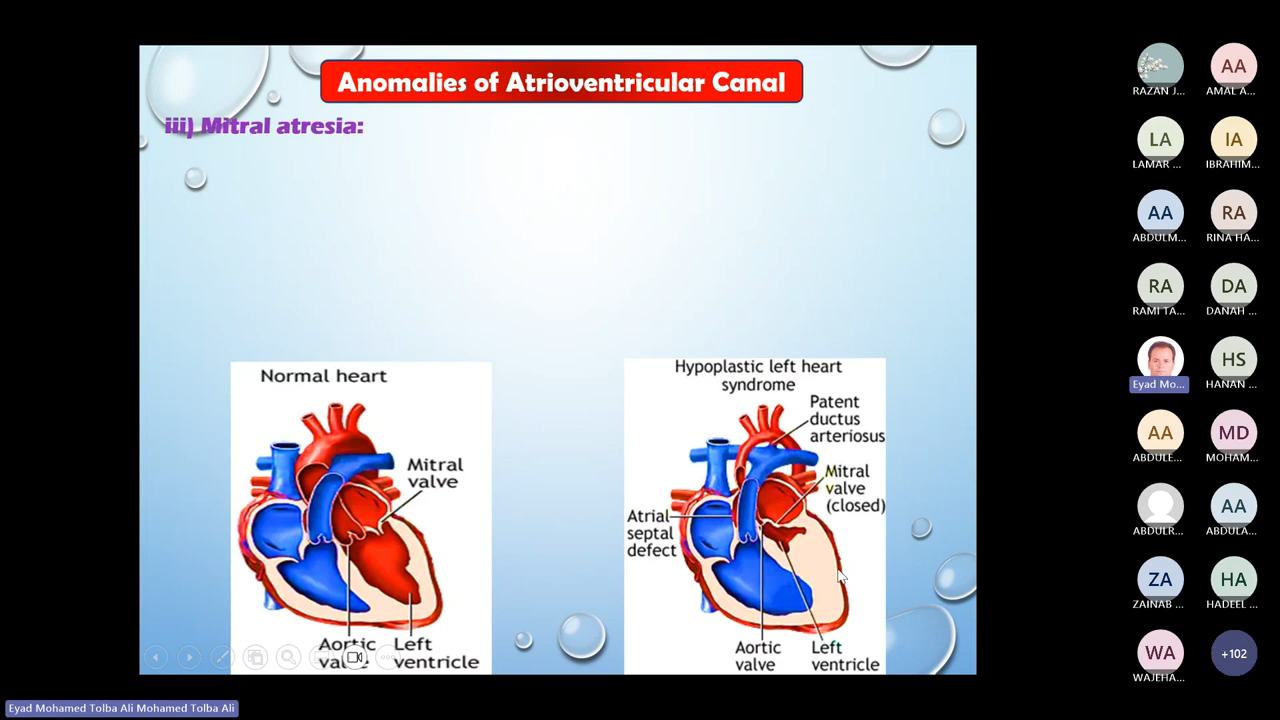 Anomalies of Atrioventricular Canal
iii) Mitral atresia:
Normal heart
Mitral
valve
Aortic
valve
Left
ventricle
Hypoplastic left heart
syndrome
Patent
ductus
arteriosus
Mitral
valve
(closed)
Atrial
septal
defect
Aortic
valve
Left
ventricle
RAZAN J...
AA
AMAL A...
LA
LAMAR ...
IA
IBRAHIM...
AA
ABDULM...
RA
RINA HA...
RA
RAMI TA...
DA
DANAH ...
Eyad Mo...
HS
HANAN ...
AA
ABDULE...
MD
MOHAM...
ABDULR...
AA
ABDULA...
ZA
ZAINAB ...
HA
HADEEL ...
WA
WAJEHA...
+102
Eyad Mohamed Tolba Ali Mohamed Tolba Ali